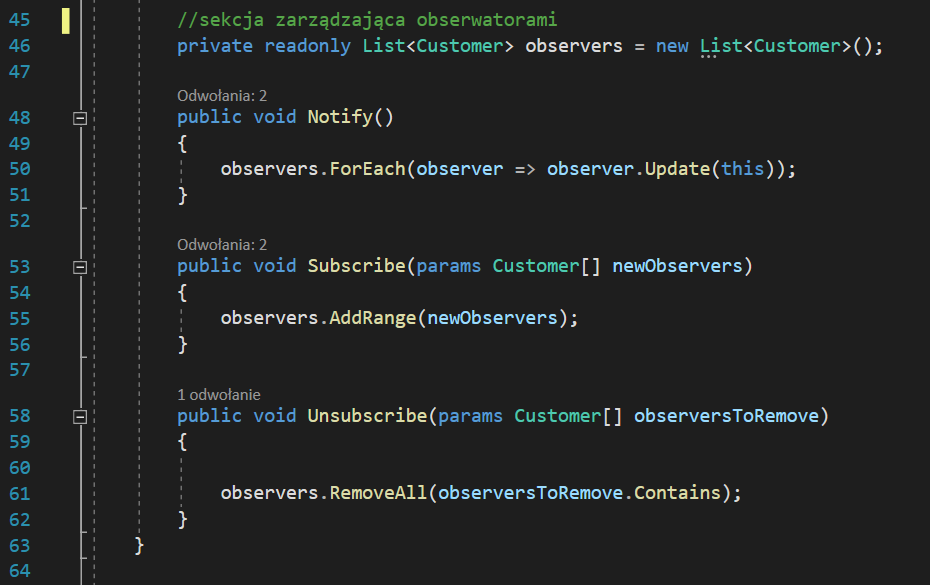 45 //sekcja zarządzająca obserwatorami
46 private readonly List<Customer> observers = new List<Customer>();
47
Odwołania: 2
48 public void Notify()
49 {
50 observers.ForEach(observer => observer.Update(this));
51 }
52
Odwołania: 2
53 public void Subscribe(params Customer[] newObservers)
54 {
55 observers.AddRange(newObservers);
56 }
57
1 odwołanie
58 public void Unsubscribe(params Customer[] observersToRemove)
59 {
60
61 observers.RemoveAll(observersToRemove.Contains);
62 }
63 }
64